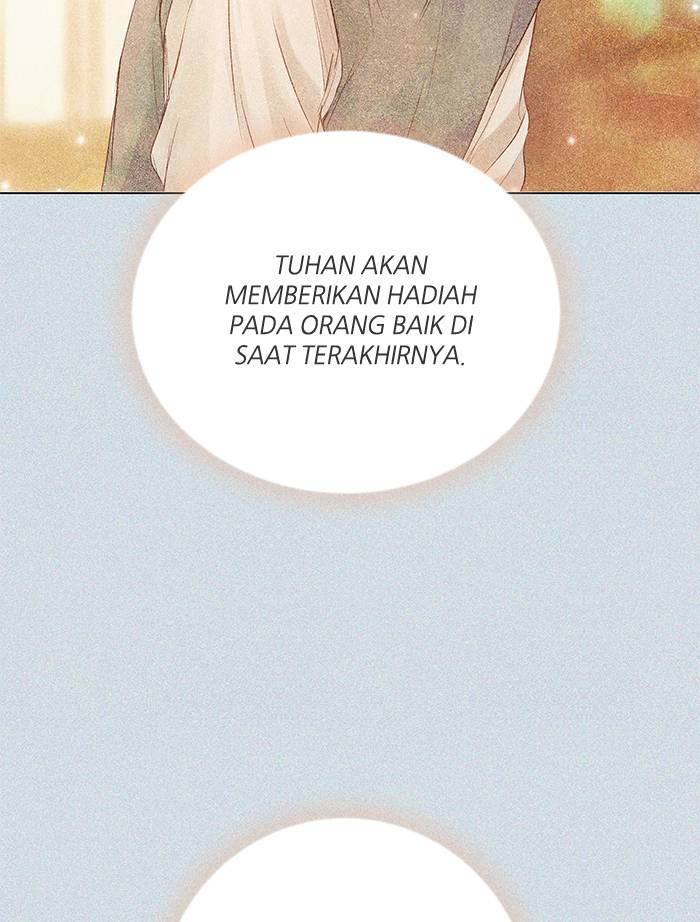 TUHAN AKAN
MEMBERIKAN HADIAH
PADA ORANG BAIK DI
SAAT TERAKHIRNYA.